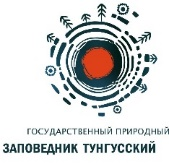 ГОСУДАРСТВЕННЫЙ ПРИРОДНЫЙ
ЗАПОВЕДНИК ТУНГУССКИЙ